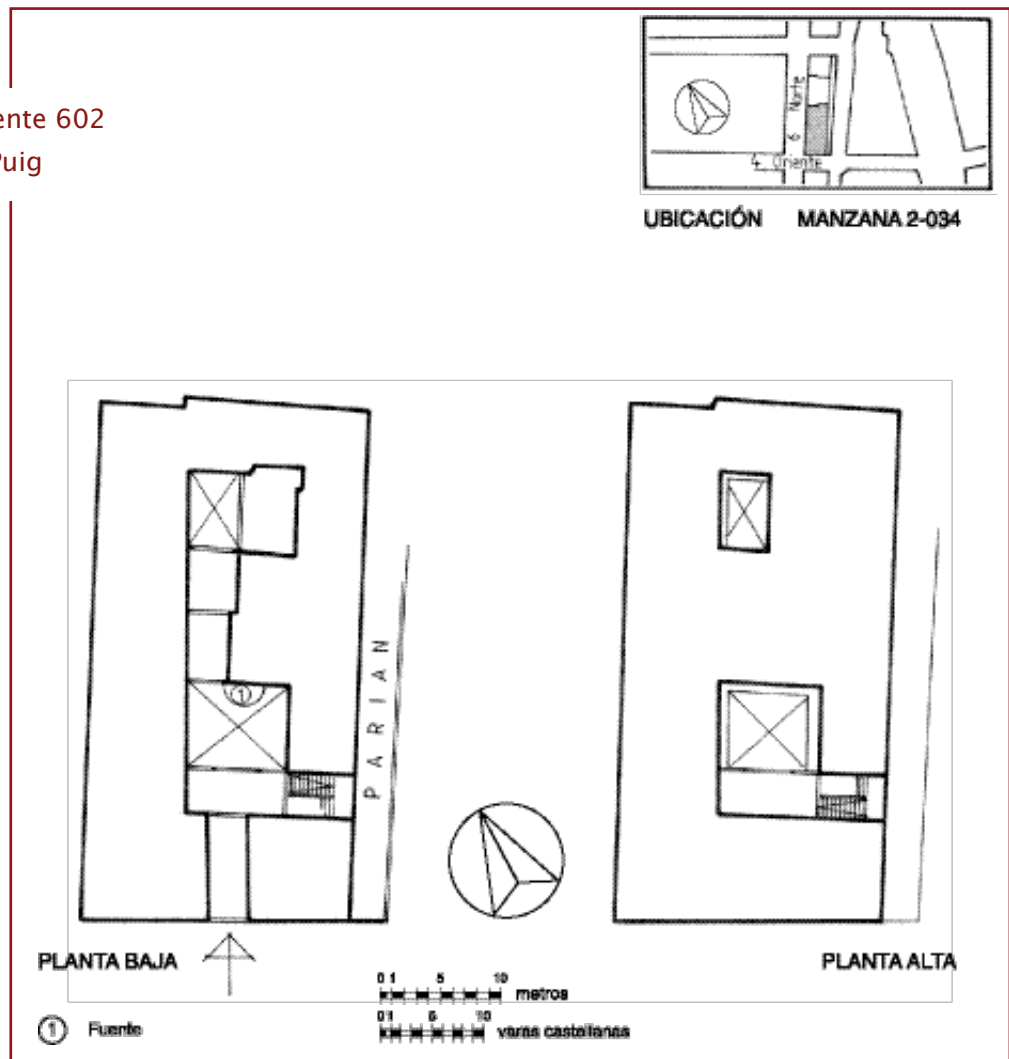 ente 602
Puig
6 Norte
4 Oriente
UBICACIÓN MANZANA 2-034
1
PARIAN
PLANTA BAJA
PLANTA ALTA
0 1 5 10 metros
0 1 5 10 varas castellanas
1 Fuente